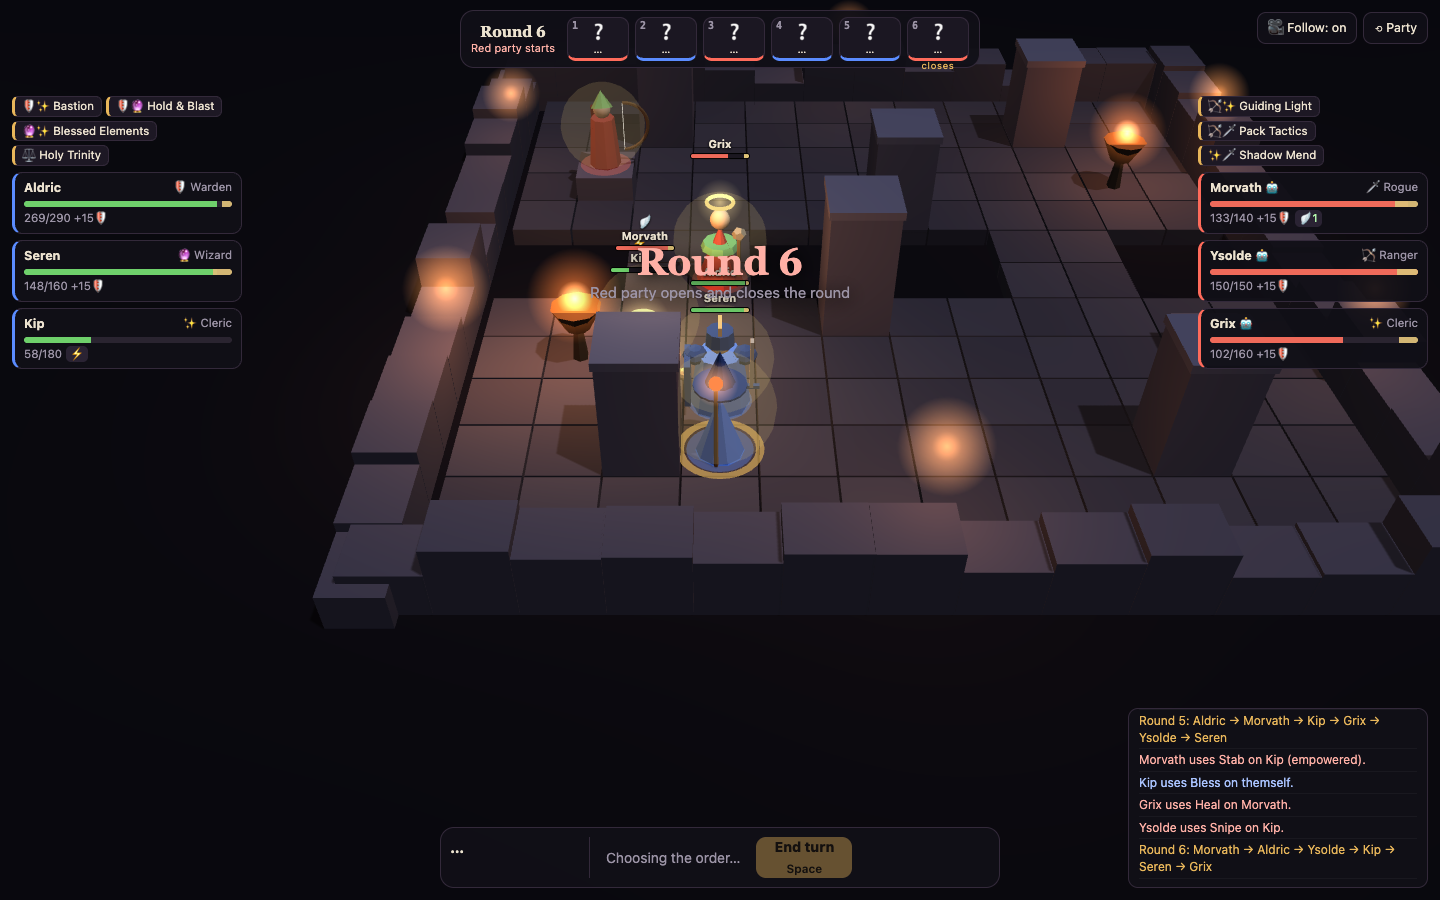 Round 6
Red party starts
1
?
...
2
?
...
3
?
...
4
?
...
5
?
...
6
?
...
closes
Follow: on
Party
Bastion
Hold & Blast
Blessed Elements
Holy Trinity
Aldric
Warden
269/290 +15
Seren
Wizard
148/160 +15
Kip
Cleric
58/180
Guiding Light
Pack Tactics
Shadow Mend
Morvath
Rogue
133/140 +15
1
Ysolde
Ranger
150/150 +15
Grix
Cleric
102/160 +15
Grix
Morvath
Round 6
Red party opens and closes the round
Seren
Round 5: Aldric → Morvath → Kip → Grix →
Ysolde → Seren
Morvath uses Stab on Kip (empowered).
Kip uses Bless on themself.
Grix uses Heal on Morvath.
Ysolde uses Snipe on Kip.
Round 6: Morvath → Aldric → Ysolde → Kip →
Seren → Grix
...
Choosing the order...
End turn
Space